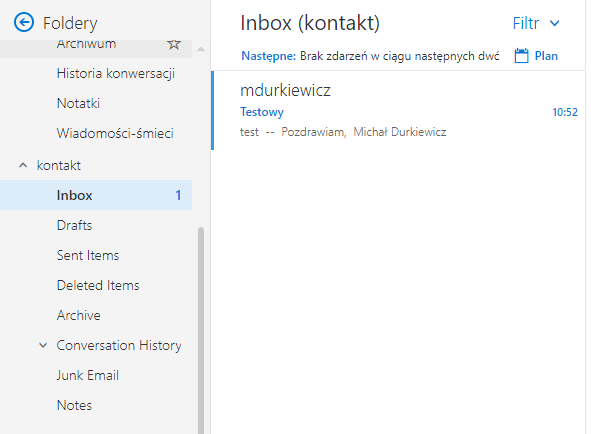 Foldery
Archiwum
Historia konwersacji
Notatki
Wiadomości-śmieci
kontakt
Inbox 1
Drafts
Sent Items
Deleted Items
Archive
Conversation History
Junk Email
Notes
Inbox (kontakt) Filtr
Następne: Brak zdarzeń w ciągu następnych dwó Plan
mdurkiewicz
Testowy 10:52
test -- Pozdrawiam, Michał Durkiewicz